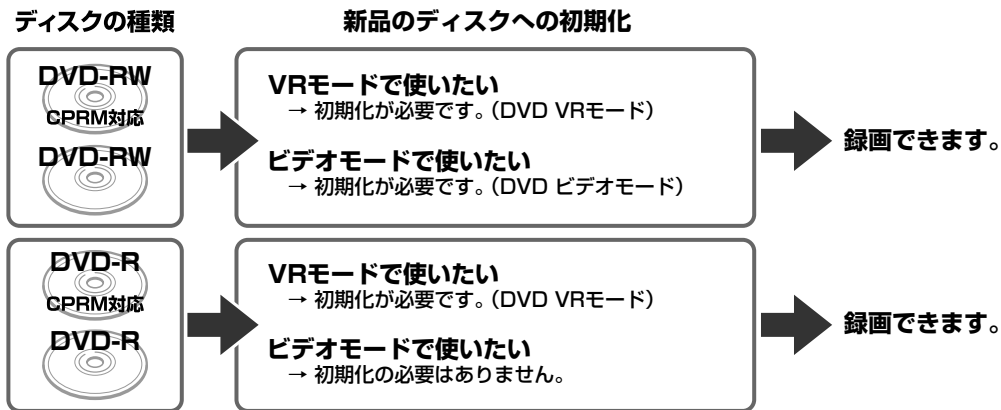 ディスクの種類
新品のディスクへの初期化
DVD-RW
CPRM対応
DVD-RW
VRモードで使いたい
→ 初期化が必要です。(DVD VRモード)
ビデオモードで使いたい
→ 初期化が必要です。(DVD ビデオモード)
録画できます。
DVD-R
CPRM対応
DVD-R
VRモードで使いたい
→ 初期化が必要です。(DVD VRモード)
ビデオモードで使いたい
→ 初期化の必要はありません。
録画できます。